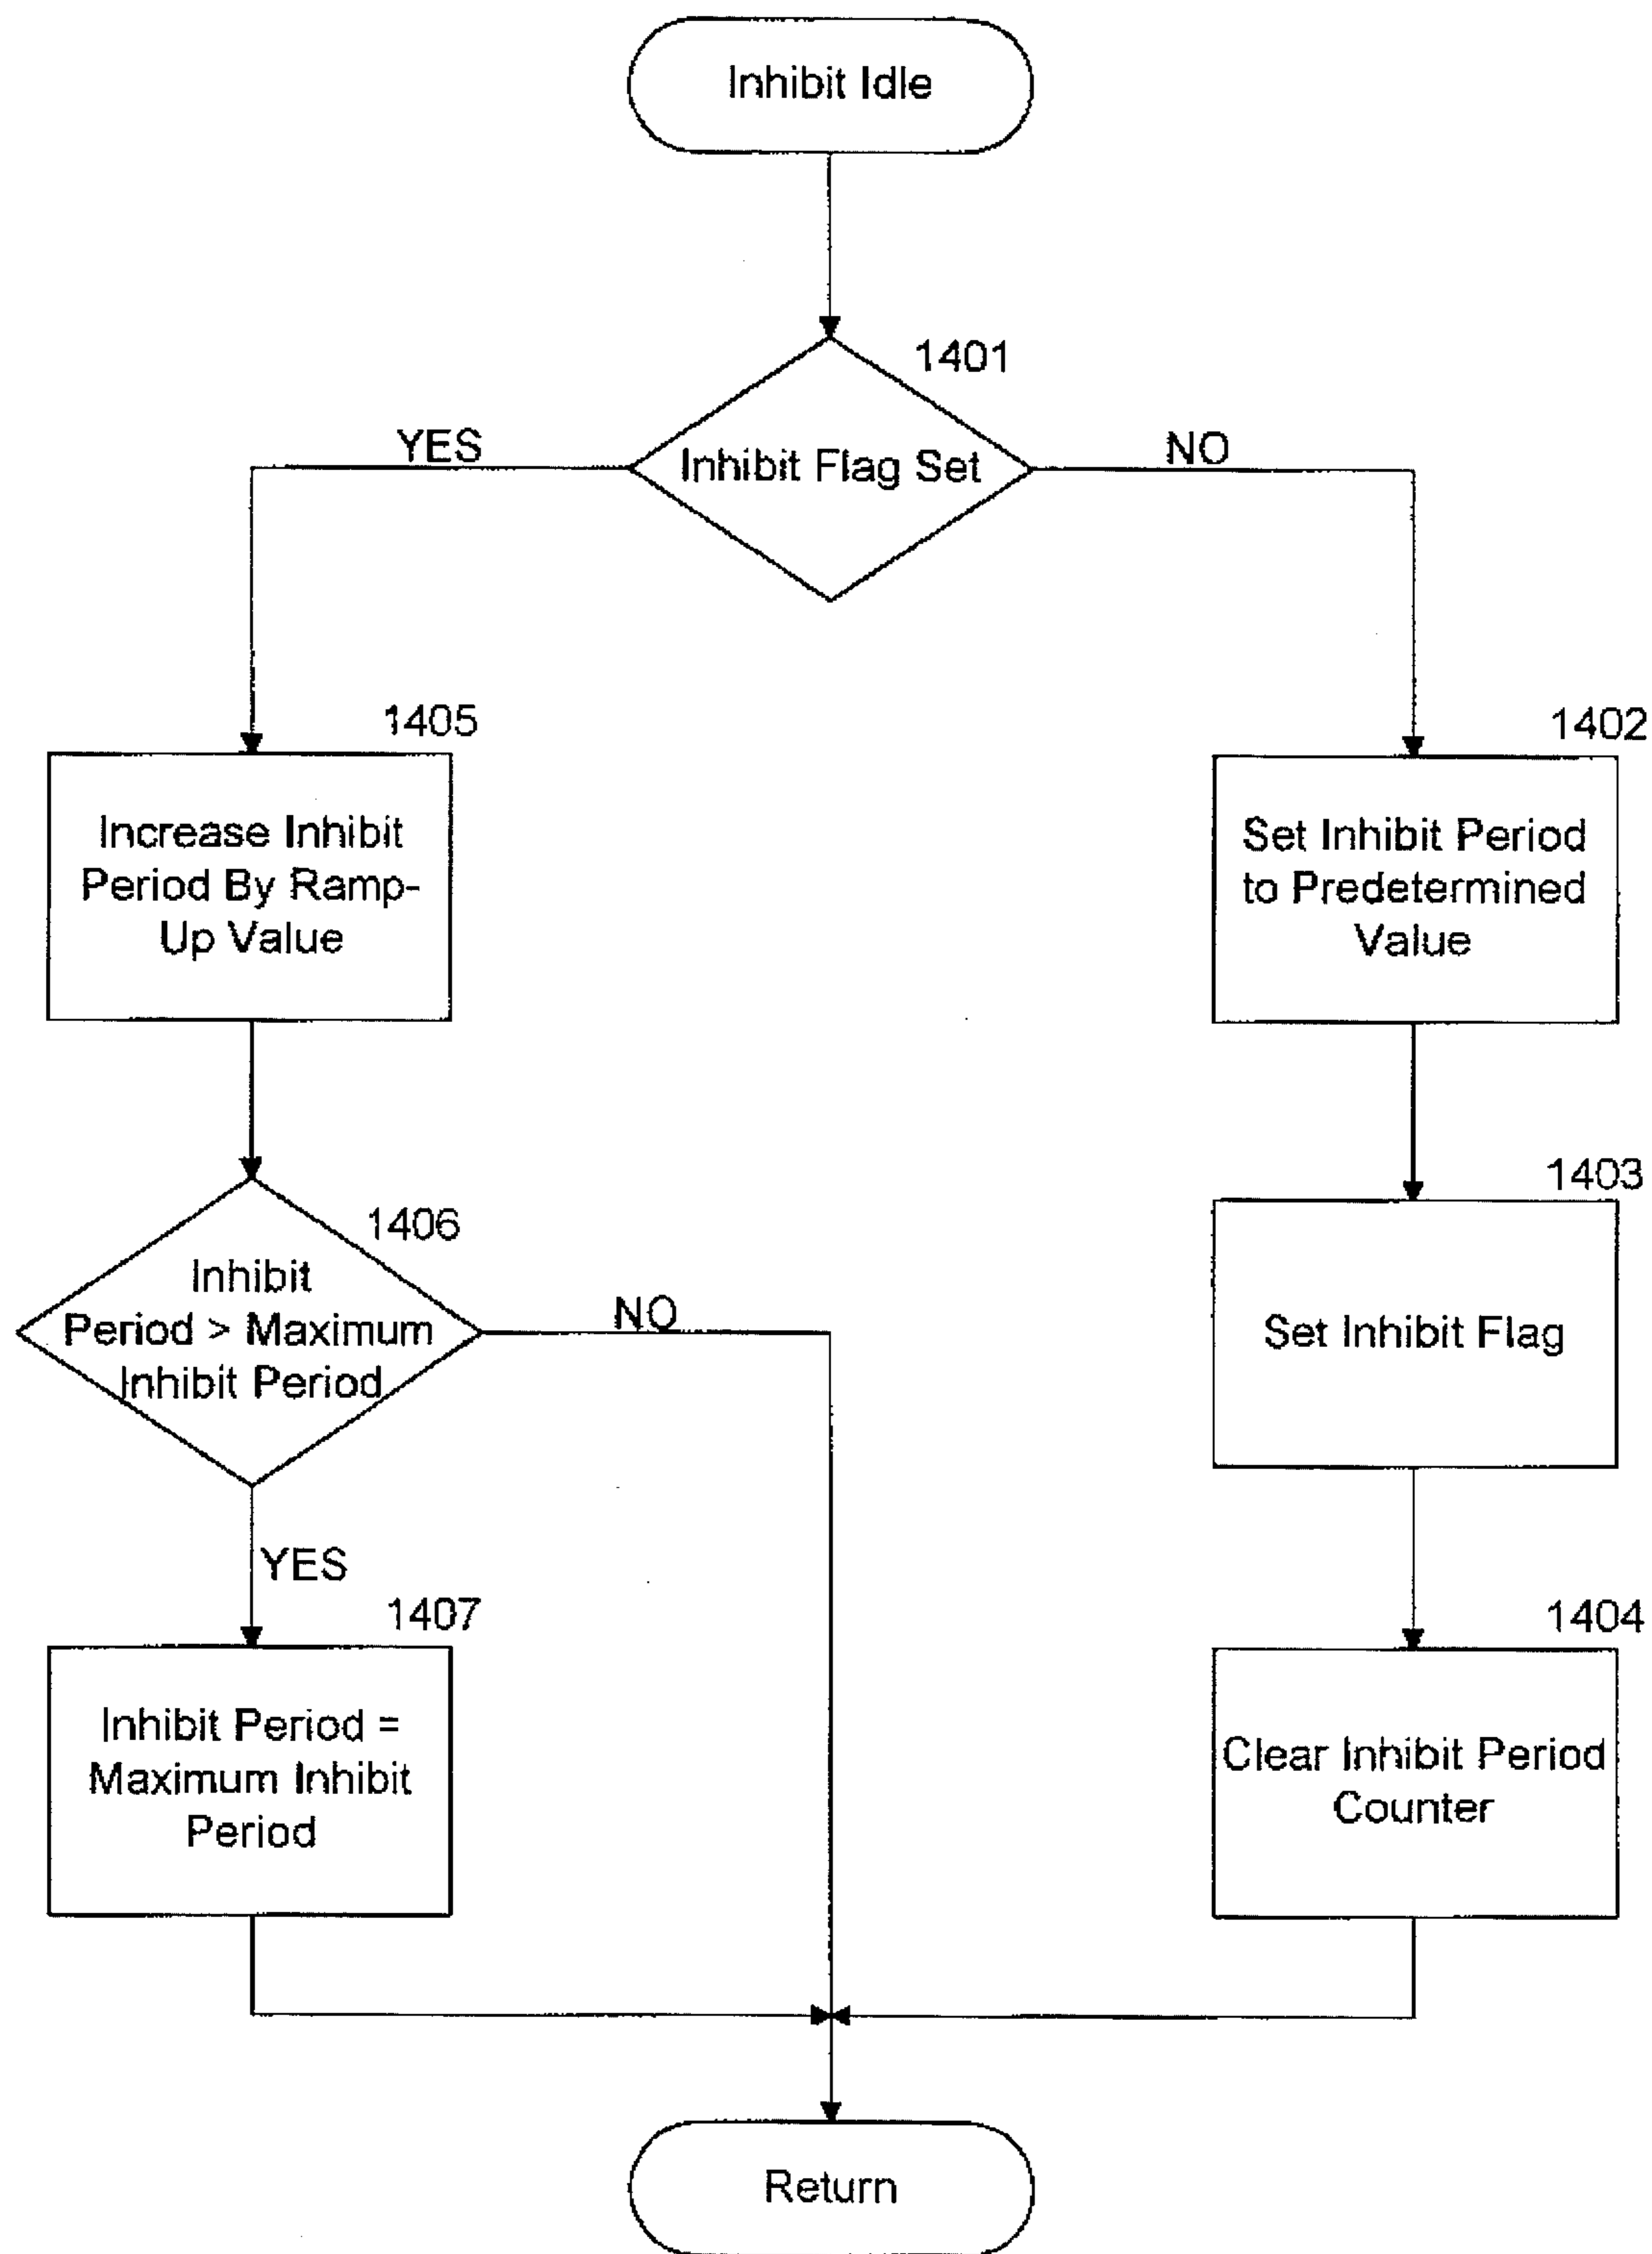 Inhibit Idle
1401
YES
Inhibit Flag Set
NO
1405
1402
Increase Inhibit
Period By Ramp-
Up Value
Set Inhibit Period
to Predetermined
Value
1403
1406
Inhibit
Period > Maximum
Inhibit Period
NO
Set Inhibit Flag
YES
1407
1404
Inhibit Period =
Maximum Inhibit
Period
Clear Inhibit Period
Counter
Return